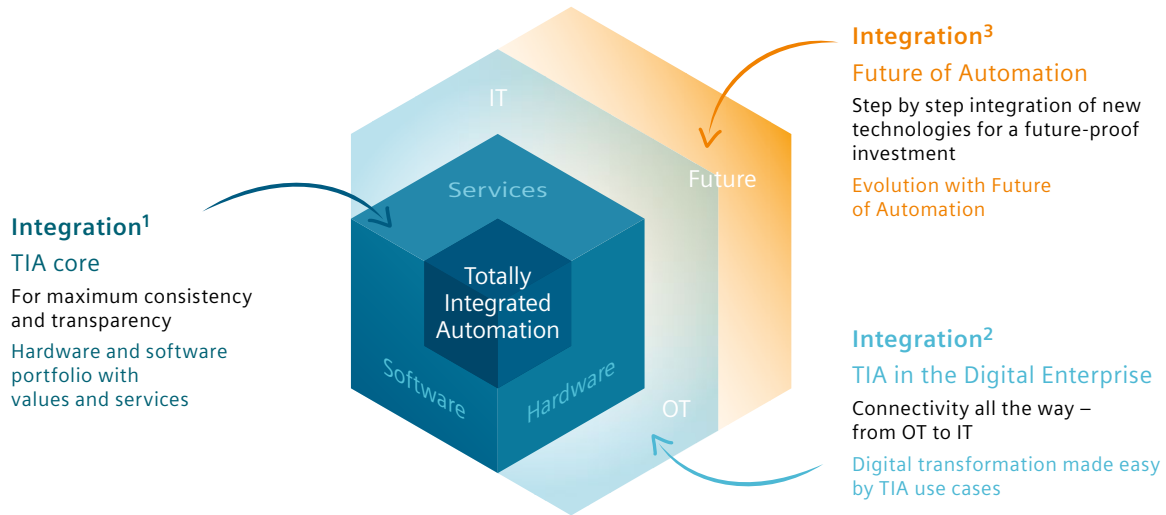 Integration³
Future of Automation
Step by step integration of new
technologies for a future-proof
investment
Evolution with Future
of Automation
IT
Future
Services
Totally
Integrated
Automation
Software
Hardware
OT
Integration¹
TIA core
For maximum consistency
and transparency
Hardware and software
portfolio with
values and services
Integration²
TIA in the Digital Enterprise
Connectivity all the way –
from OT to IT
Digital transformation made easy
by TIA use cases